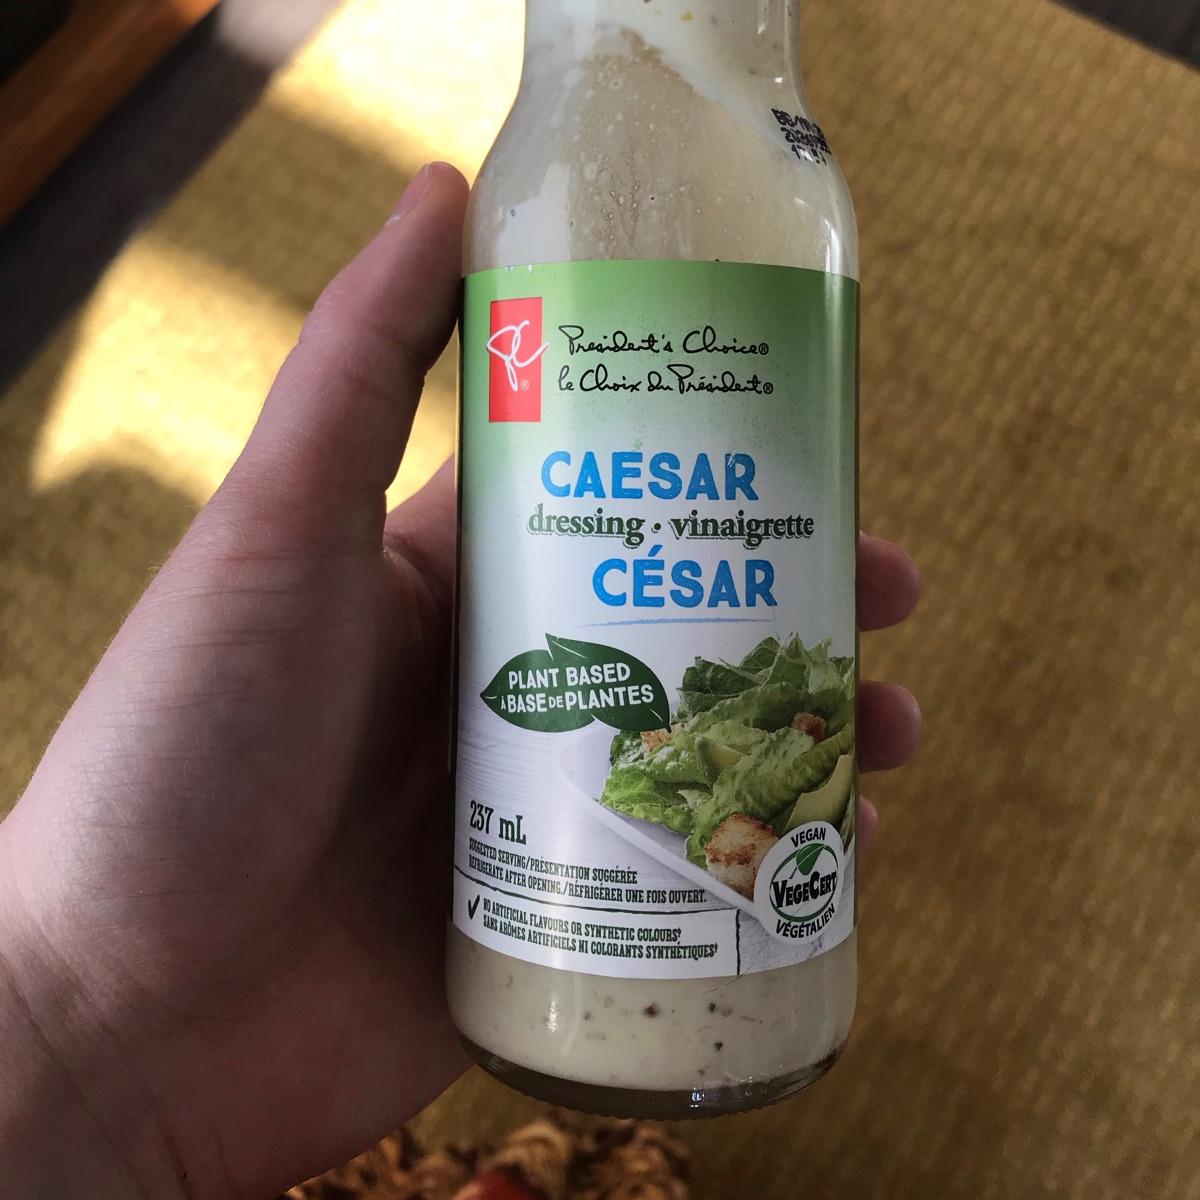 PC®
President's Choice®
le Choix du Président®
CAESAR
dressing · vinaigrette
CÉSAR
PLANT BASED
À BASE DE PLANTES
237 mL
SUGGESTED SERVING/PRÉSENTATION SUGGÉRÉE
REFRIGERATE AFTER OPENING./RÉFRIGÉRER UNE FOIS OUVERT.
✓ NO ARTIFICIAL FLAVOURS OR SYNTHETIC COLOURS‡
SANS ARÔMES ARTIFICIELS NI COLORANTS SYNTHÉTIQUES‡
VEGAN
VEGECERT
VÉGÉTALIEN